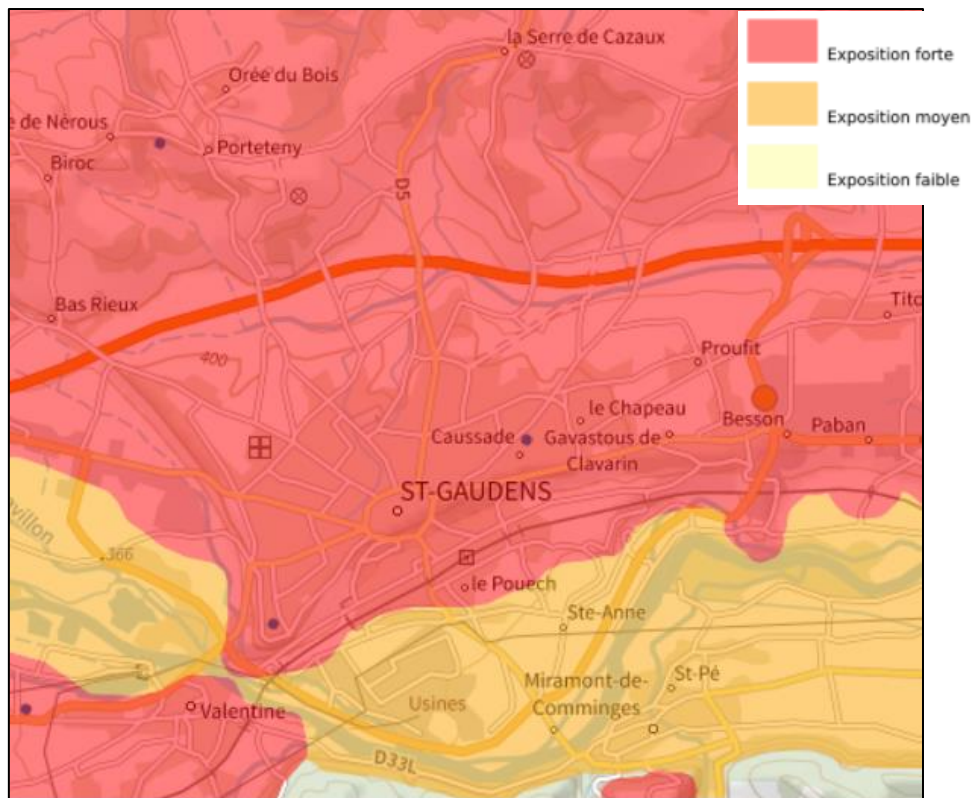 la Serre de Cazaux
Exposition forte
Orée du Bois
Exposition moyen
e de Nérous
Porteteny
Biroc
Exposition faible
D5
Bas Rieux
Titc
400
Proufit
le Chapeau
Besson
Paban
Caussade
Gavastous de
Clavarin
ST-GAUDENS
avillon
366
le Pouech
Ste-Anne
St-Pé
Miramont-de-
Comminges
Usines
Valentine
D33L